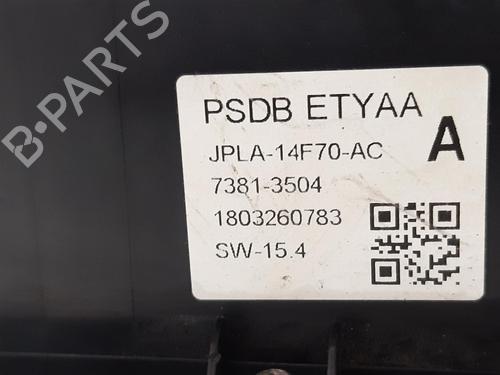 PSDB ETYAA
JPLA-14F70-AC
A
7381-3504
1803260783
SW-15.4
B-PARTS